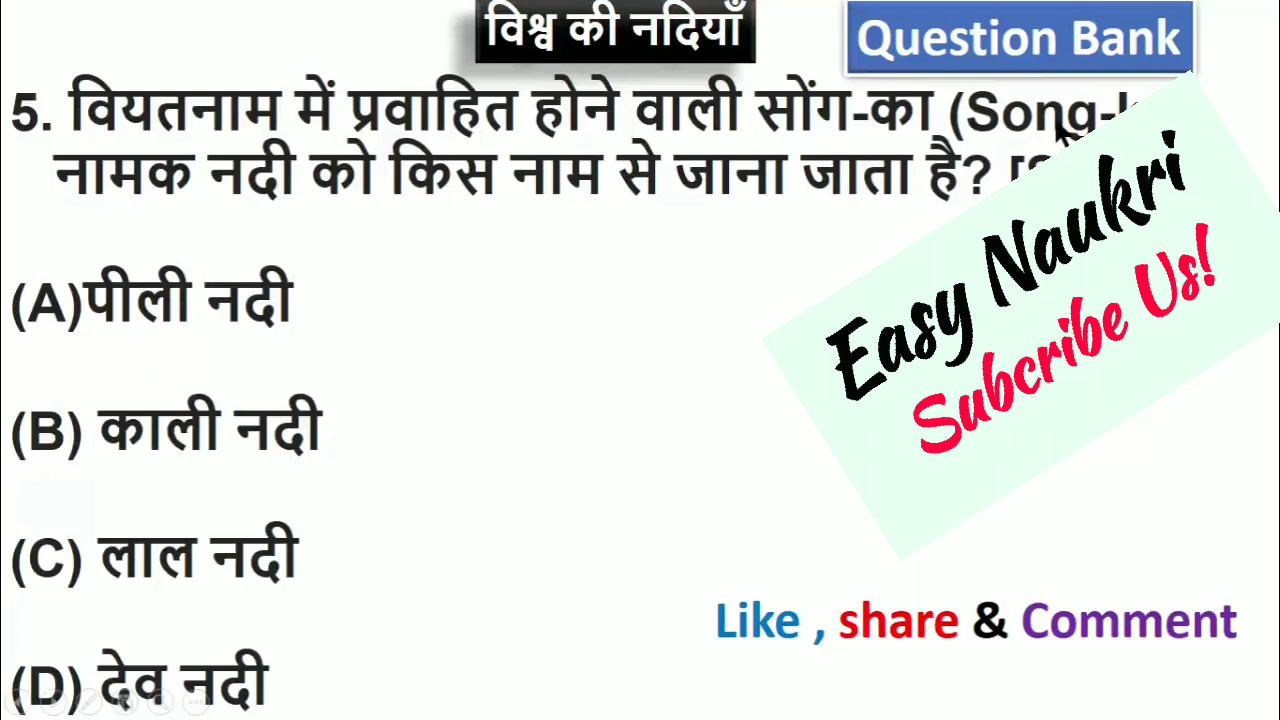 विश्व की नदियाँ
Question Bank
5. वियतनाम में प्रवाहित होने वाली सोंग-का
नामक नदी को किस नाम से जाना जाता है?
Easy Naukri
Subcribe Us!
(A)पीली नदी
(B) काली नदी
(C) लाल नदी
Like , share & Comment
(D) देव नदी